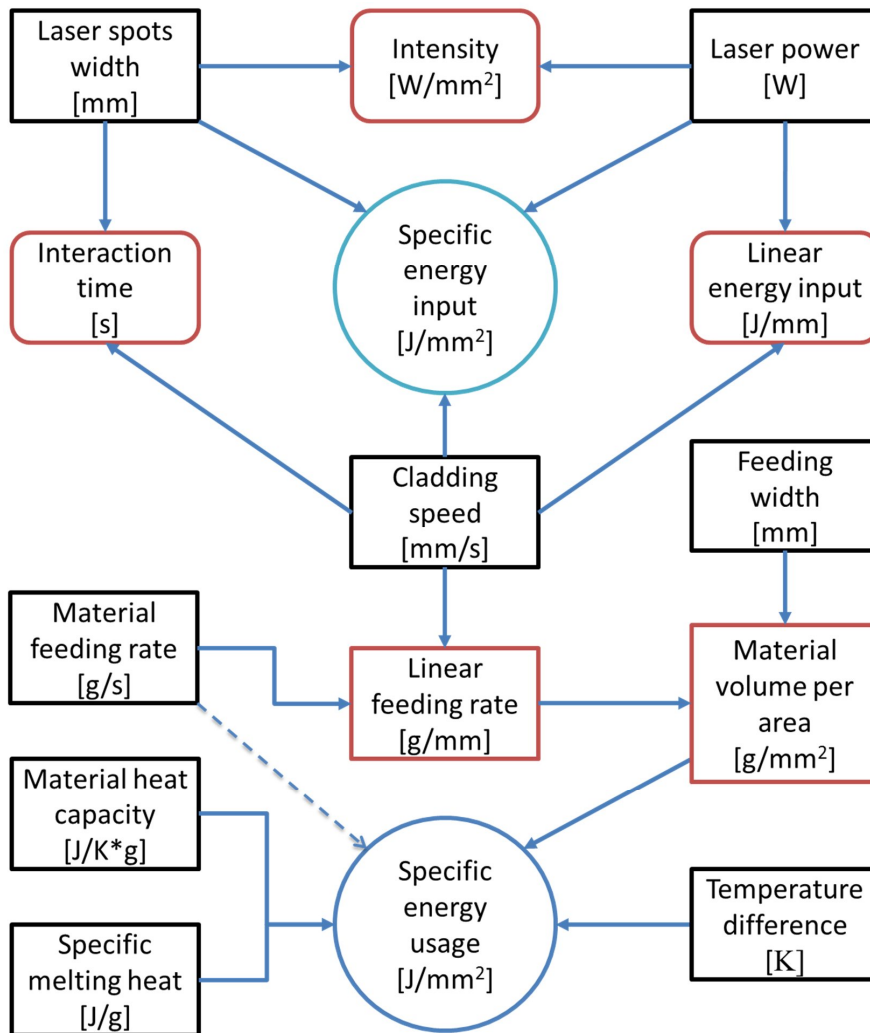 Laser spots
width
[mm]
Intensity
[W/mm²]
Laser power
[W]
Interaction
time
[s]
Specific
energy
input
[J/mm²]
Linear
energy input
[J/mm]
Cladding
speed
[mm/s]
Feeding
width
[mm]
Material
feeding rate
[g/s]
Linear
feeding rate
[g/mm]
Material
volume per
area
[g/mm²]
Material heat
capacity
[J/K*g]
Specific
melting heat
[J/g]
Specific
energy
usage
[J/mm²]
Temperature
difference
[K]